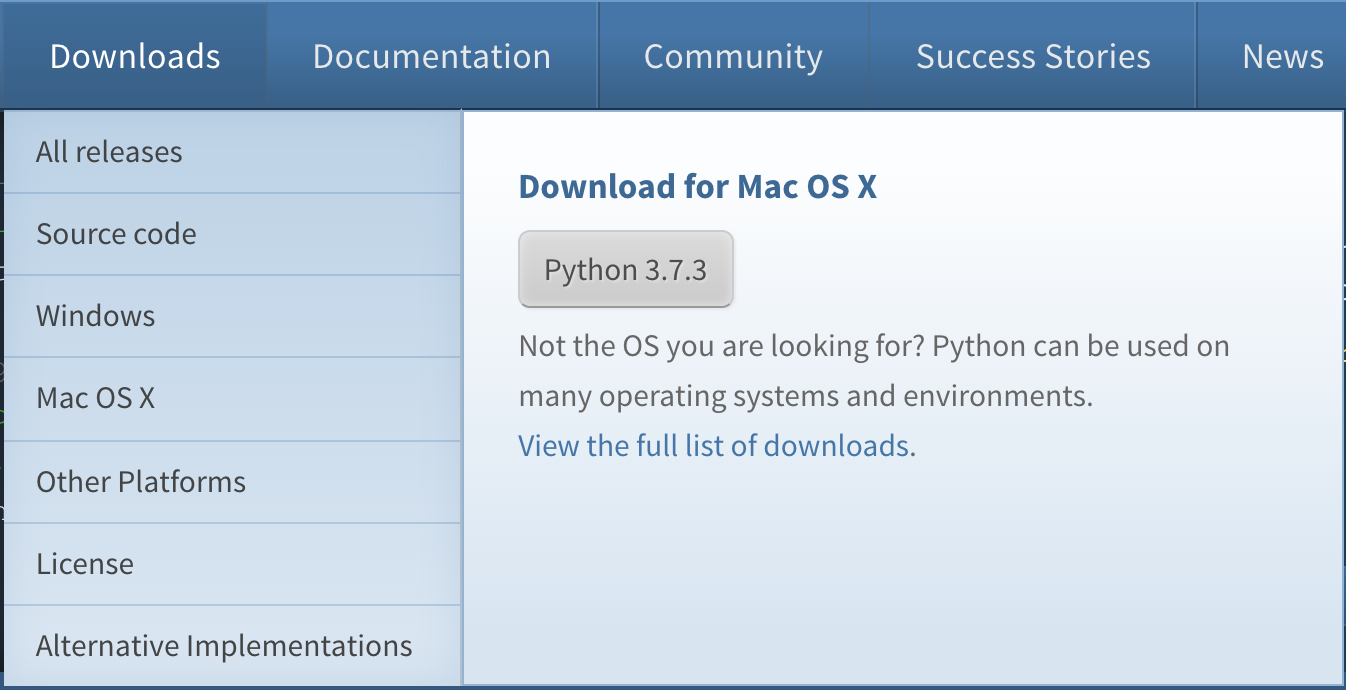 Downloads Documentation Community Success Stories News
All releases
Source code
Windows
Mac OS X
Other Platforms
License
Alternative Implementations
Download for Mac OS X
Python 3.7.3
Not the OS you are looking for? Python can be used on
many operating systems and environments.
View the full list of downloads.